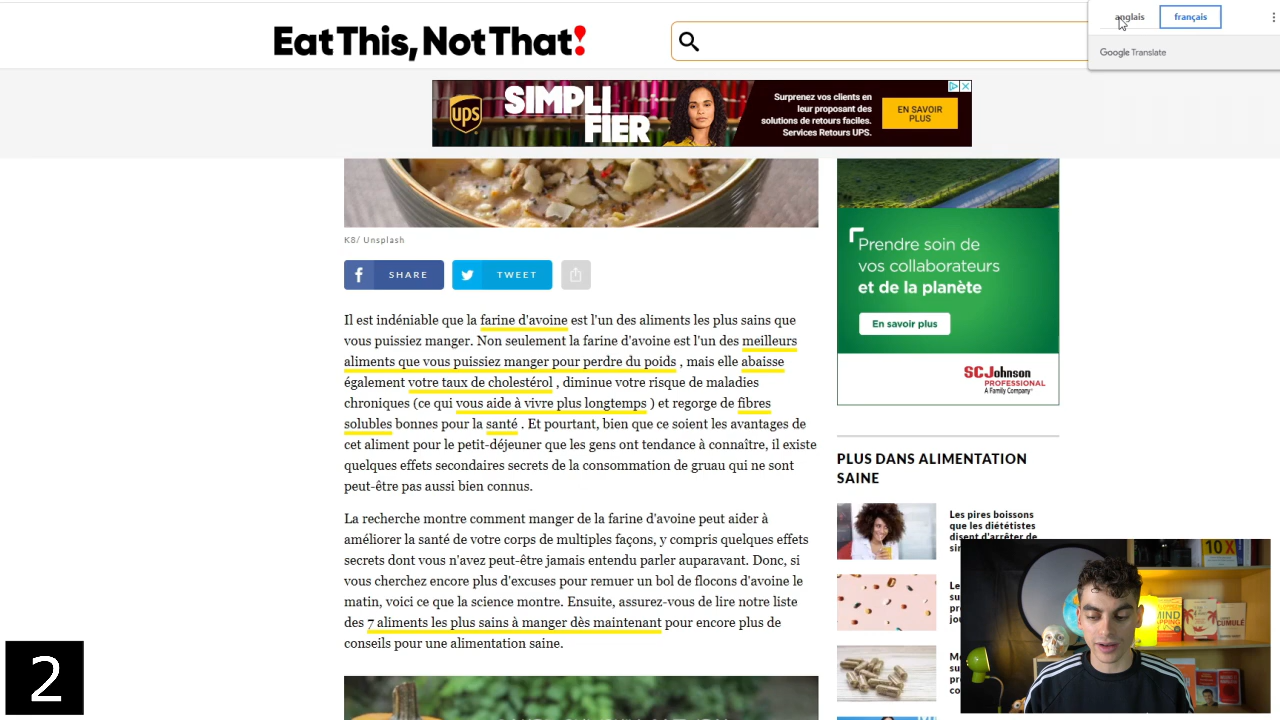 Eat This, Not That!
anglais
français
Google Translate
ups
SIMPLI
FIER
Surprenez vos clients en
leur proposant des
solutions de retours faciles.
Services Retours UPS.
EN SAVOIR
PLUS
K8/ Unsplash
SHARE
TWEET
Il est indéniable que la farine d'avoine est l'un des aliments les plus sains que
vous puissiez manger. Non seulement la farine d'avoine est l'un des meilleurs
aliments que vous puissiez manger pour perdre du poids , mais elle abaisse
également votre taux de cholestérol , diminue votre risque de maladies
chroniques (ce qui vous aide à vivre plus longtemps ) et regorge de fibres
solubles bonnes pour la santé . Et pourtant, bien que ce soient les avantages de
cet aliment pour le petit-déjeuner que les gens ont tendance à connaître, il existe
quelques effets secondaires secrets de la consommation de gruau qui ne sont
peut-être pas aussi bien connus.
La recherche montre comment manger de la farine d'avoine peut aider à
améliorer la santé de votre corps de multiples façons, y compris quelques effets
secrets dont vous n'avez peut-être jamais entendu parler auparavant. Donc, si
vous cherchez encore plus d'excuses pour remuer un bol de flocons d'avoine le
matin, voici ce que la science montre. Ensuite, assurez-vous de lire notre liste
des 7 aliments les plus sains à manger dès maintenant pour encore plus de
conseils pour une alimentation saine.
Prendre soin de
vos collaborateurs
et de la planète
En savoir plus
SC Johnson
PROFESSIONAL
A Family Company
PLUS DANS ALIMENTATION
SAINE
Les pires boissons
que les diététistes
disent d'arrêter de
10X
MIND
MAPPING
2